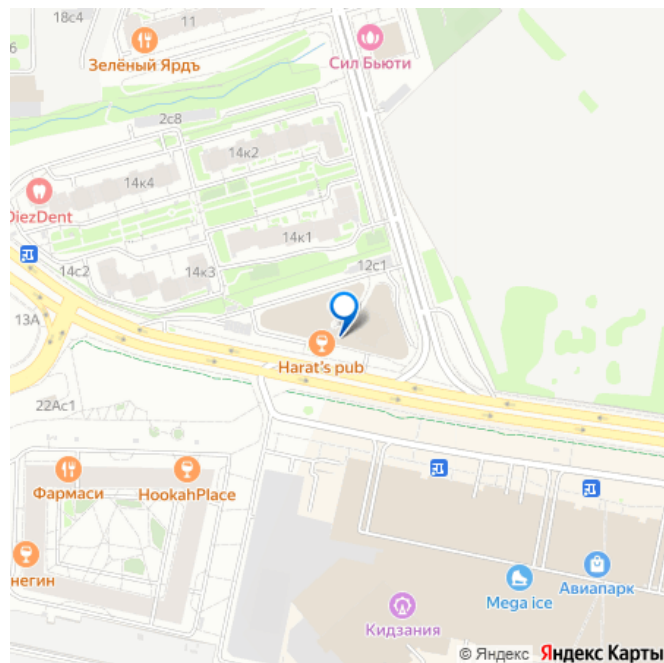 18с4
11
6
Зелёный Ярдъ
Сил Бьюти
2с8
14к2
14к4
DiezDent
14к1
14с2
14к3
12с1
13А
Harat's pub
22Ас1
Фармаси
HookahPlace
негин
Авиапарк
Mega ice
Кидзания
© Яндекс Яндекс Карты